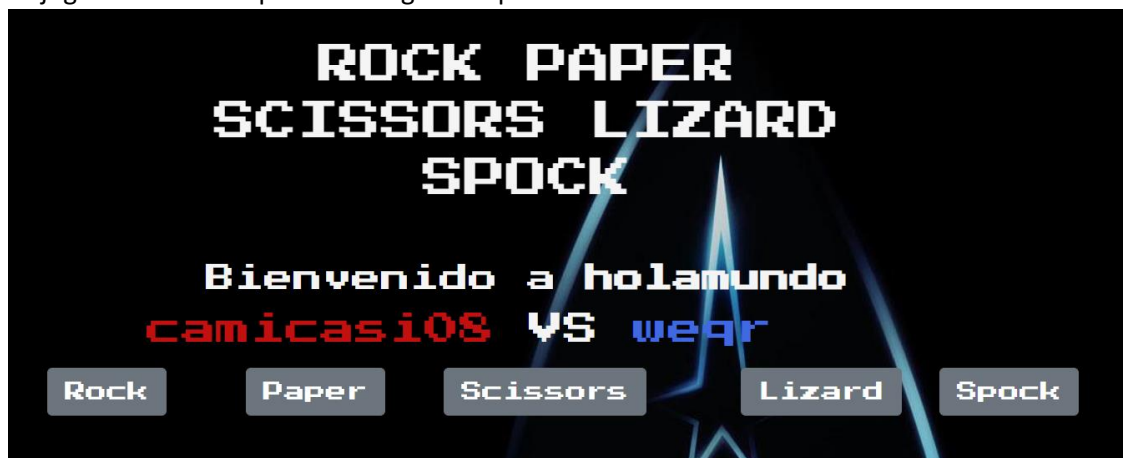 ROCK PAPER
SCISSORS LIZARD
SPOCK
Bienvenido a holamundo
camicasi08 VS weqr
Rock Paper Scissors Lizard Spock